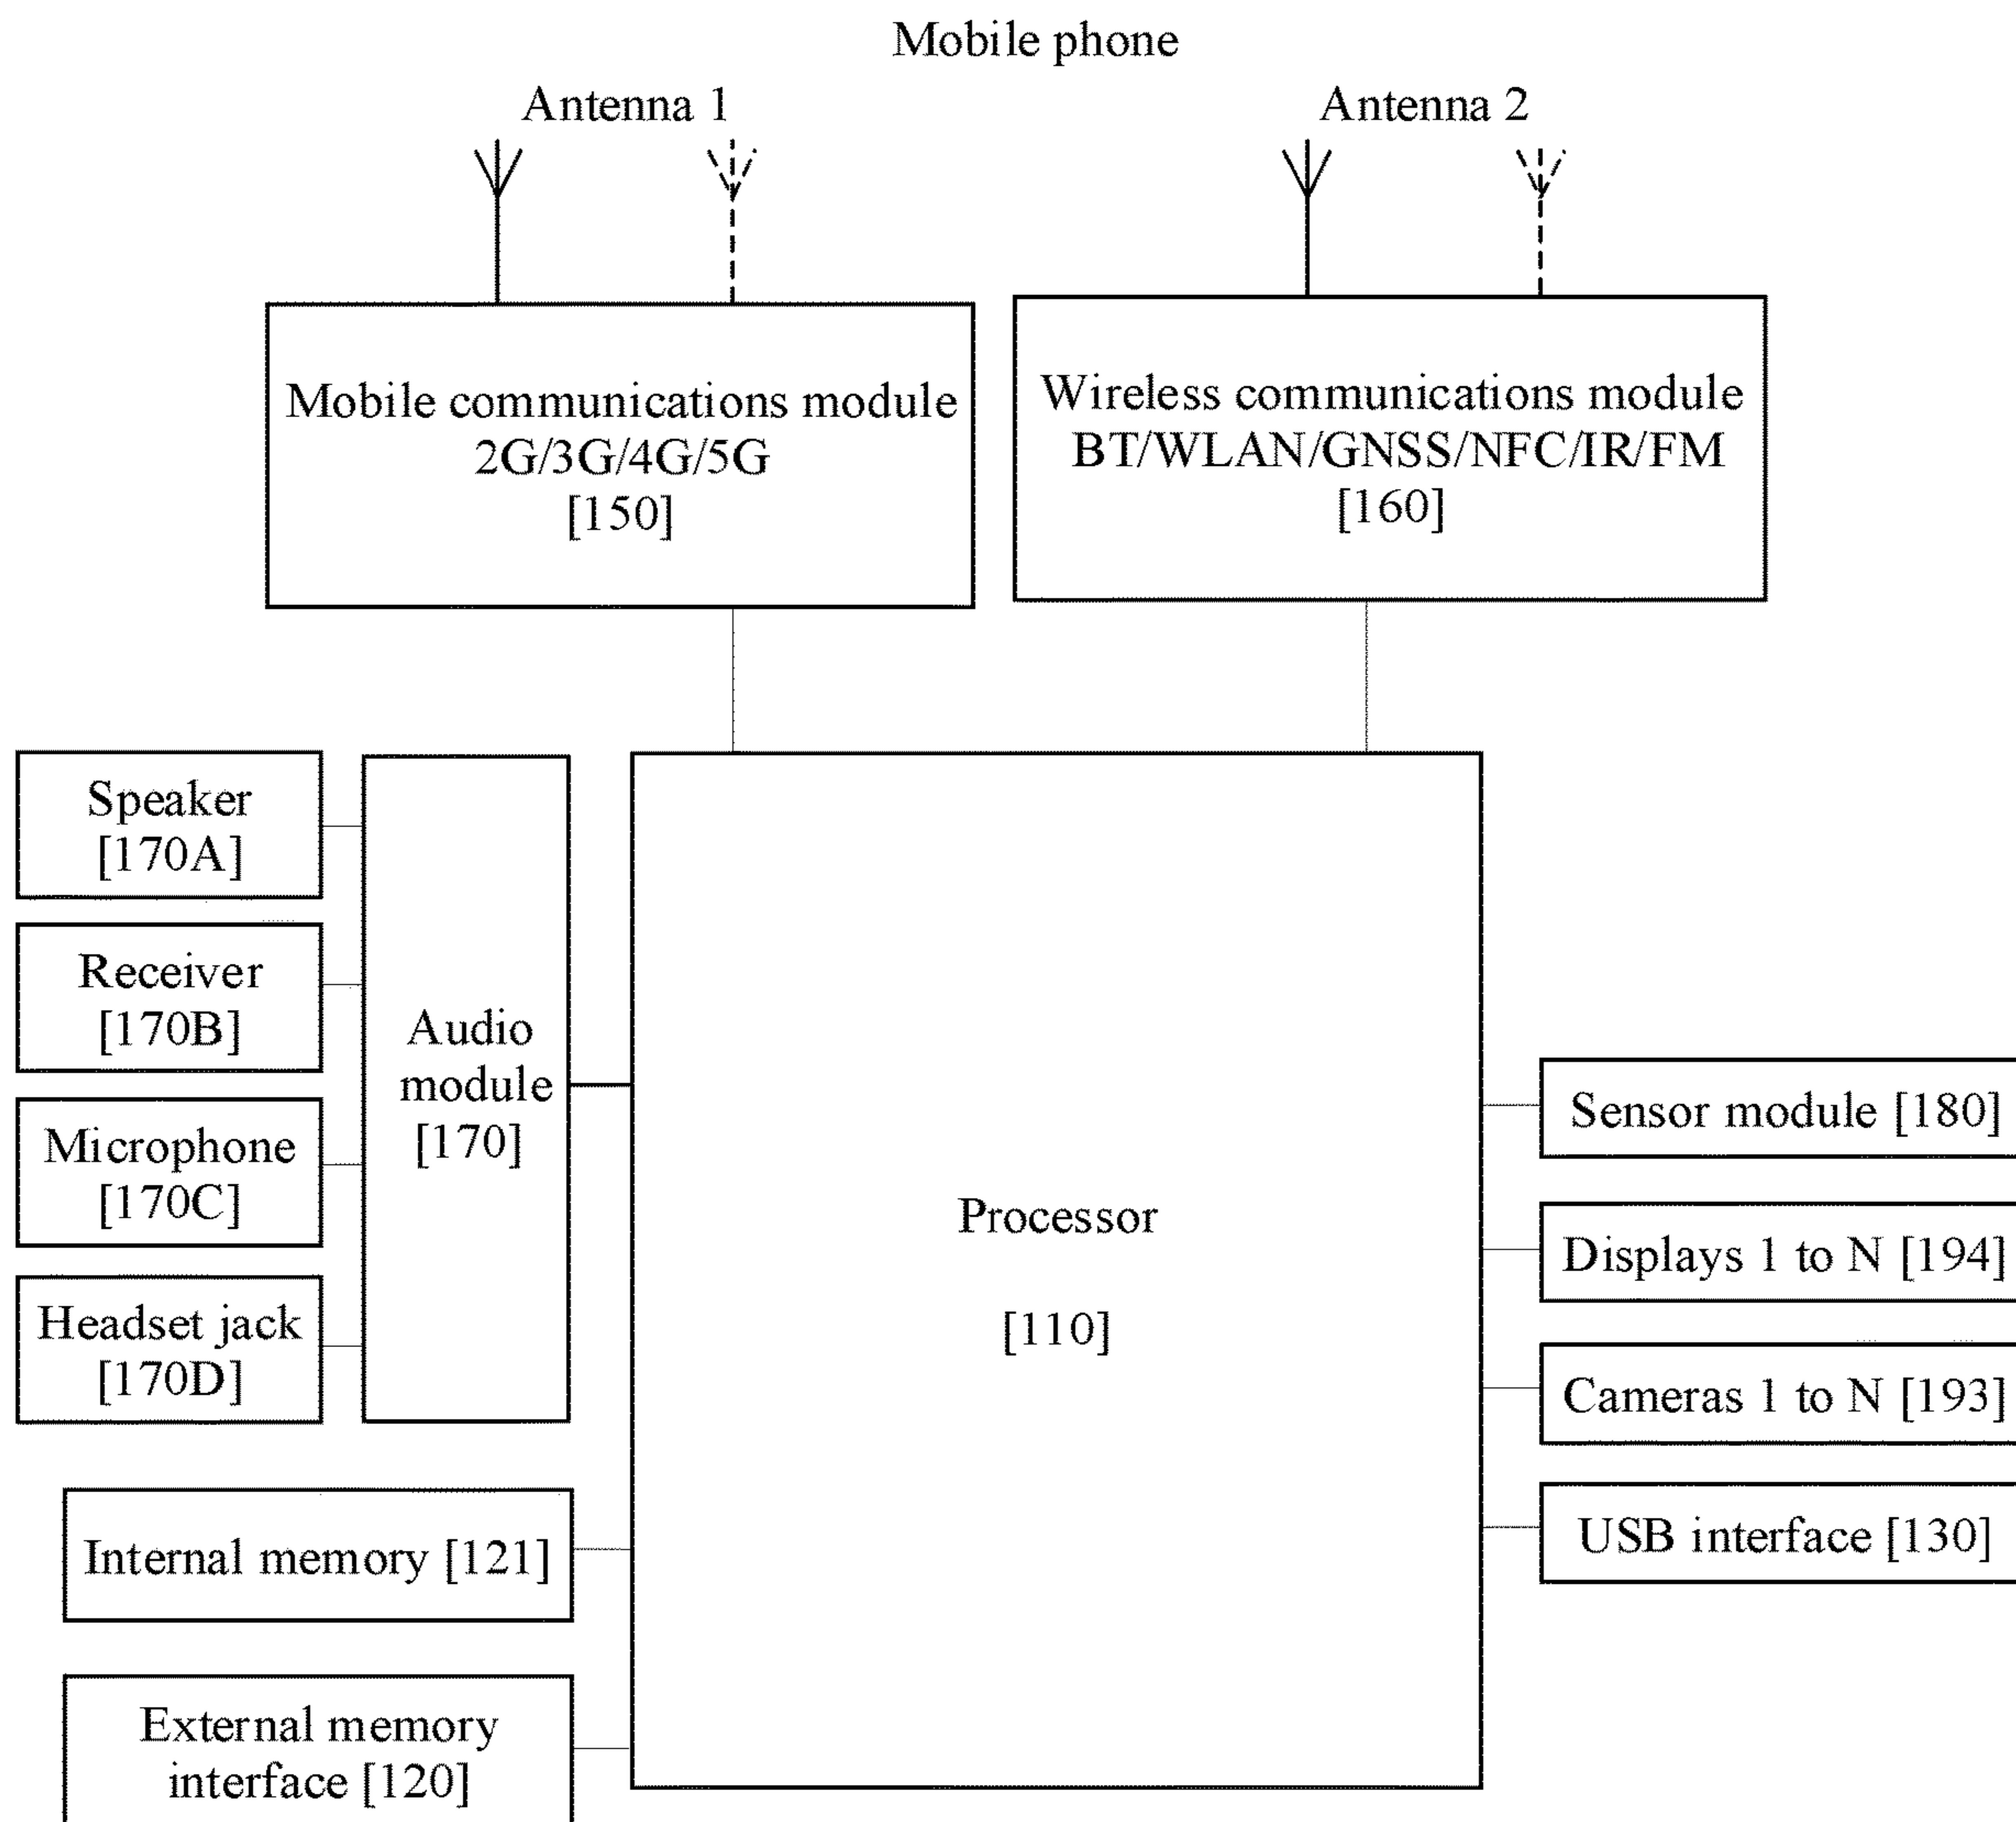 Mobile phone
Antenna 1
Antenna 2
Mobile communications module
2G/3G/4G/5G
[150]
Wireless communications module
BT/WLAN/GNSS/NFC/IR/FM
[160]
Speaker
[170A]
Receiver
[170B]
Microphone
[170C]
Headset jack
[170D]
Audio
module
[170]
Processor
[110]
Sensor module [180]
Displays 1 to N [194]
Cameras 1 to N [193]
USB interface [130]
Internal memory [121]
External memory
interface [120]